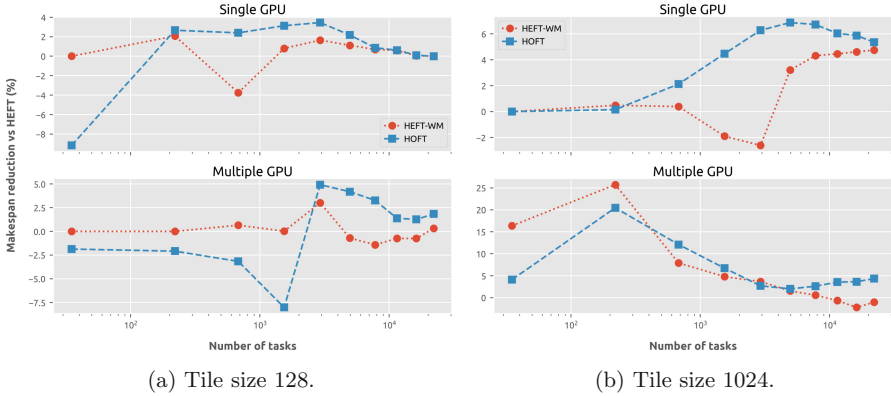 Single GPU
Makespan reduction vs HEFT (%)
4
2
0
−2
−4
−6
−8
HEFT-WM
HOFT
Multiple GPU
5.0
2.5
0.0
−2.5
−5.0
−7.5
10² 10³ 10⁴
Number of tasks
(a) Tile size 128.
Single GPU
HEFT-WM
HOFT
6
4
2
0
−2
Multiple GPU
25
20
15
10
5
0
10² 10³ 10⁴
Number of tasks
(b) Tile size 1024.